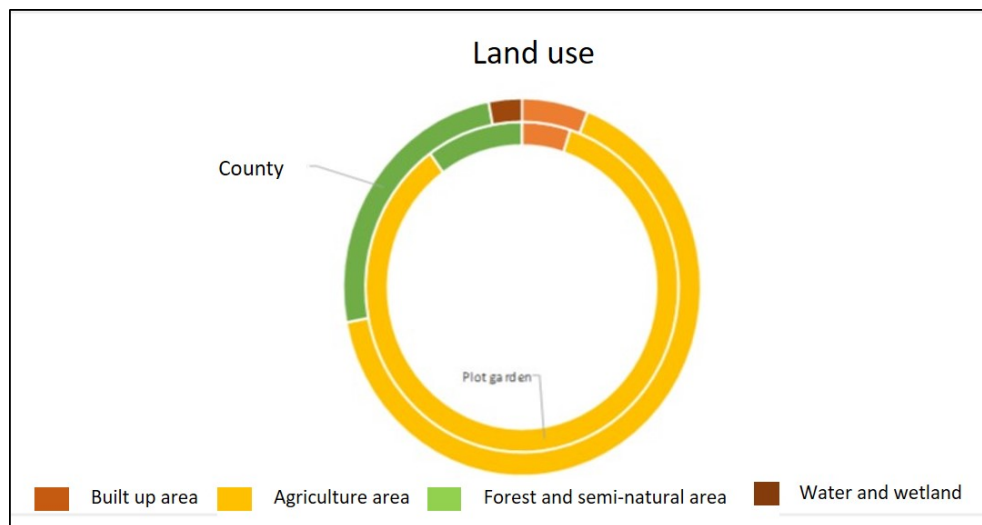 Land use
County
Plot garden
Built up area
Agriculture area
Forest and semi-natural area
Water and wetland